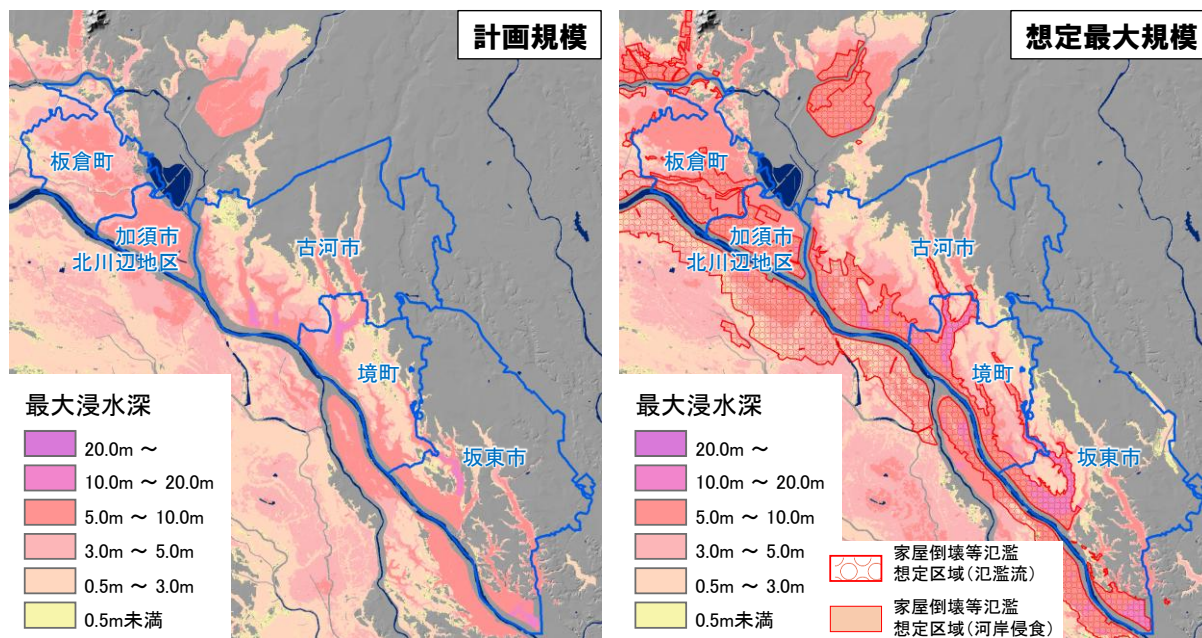 計画規模
板倉町
加須市
北川辺地区
古河市
境町
坂東市
最大浸水深
20.0m ～
10.0m ～ 20.0m
5.0m ～ 10.0m
3.0m ～ 5.0m
0.5m ～ 3.0m
0.5m未満
想定最大規模
板倉町
加須市
北川辺地区
古河市
境町
坂東市
最大浸水深
20.0m ～
10.0m ～ 20.0m
5.0m ～ 10.0m
3.0m ～ 5.0m
0.5m ～ 3.0m
0.5m未満
家屋倒壊等氾濫
想定区域(氾濫流)
家屋倒壊等氾濫
想定区域(河岸侵食)